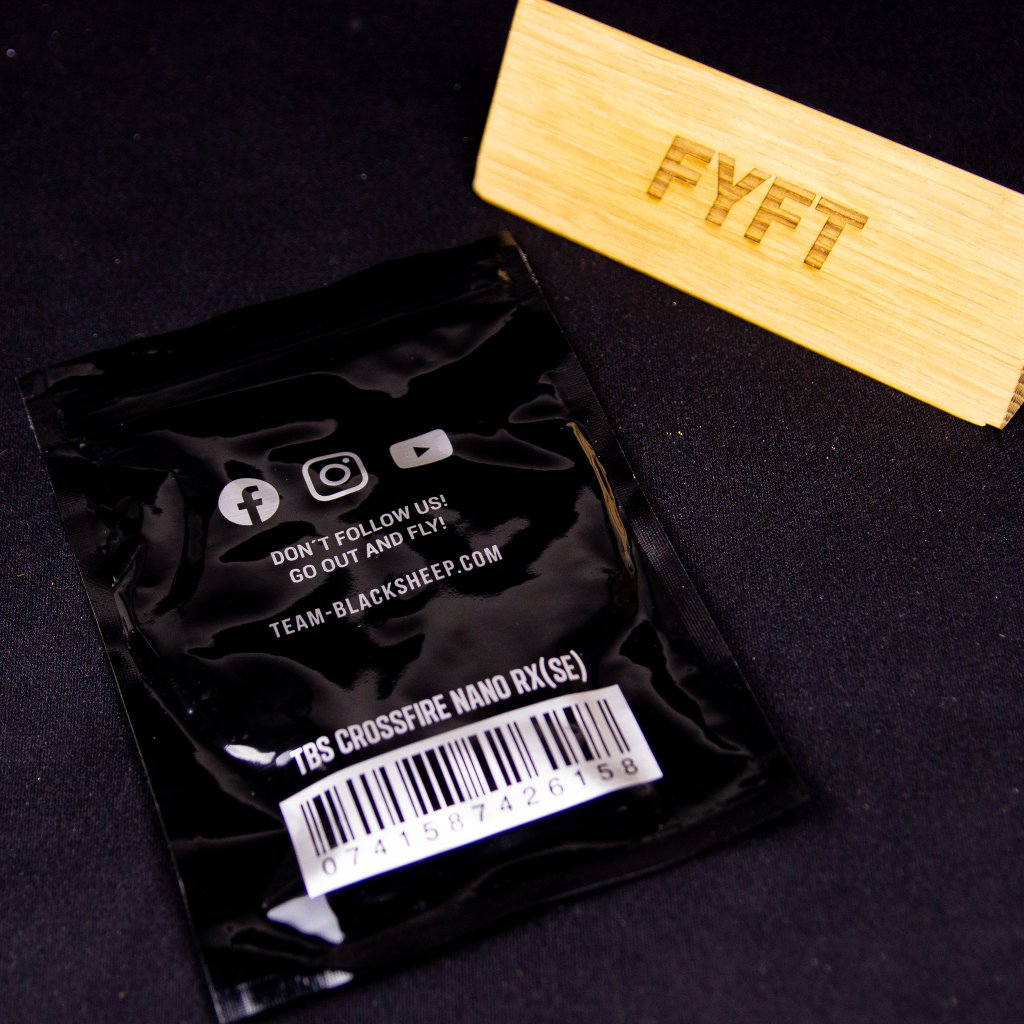 FYFT
DON´T FOLLOW US!
GO OUT AND FLY!
TEAM-BLACKSHEEP.COM
TBS CROSSFIRE NANO RX(SE)
0741587426158